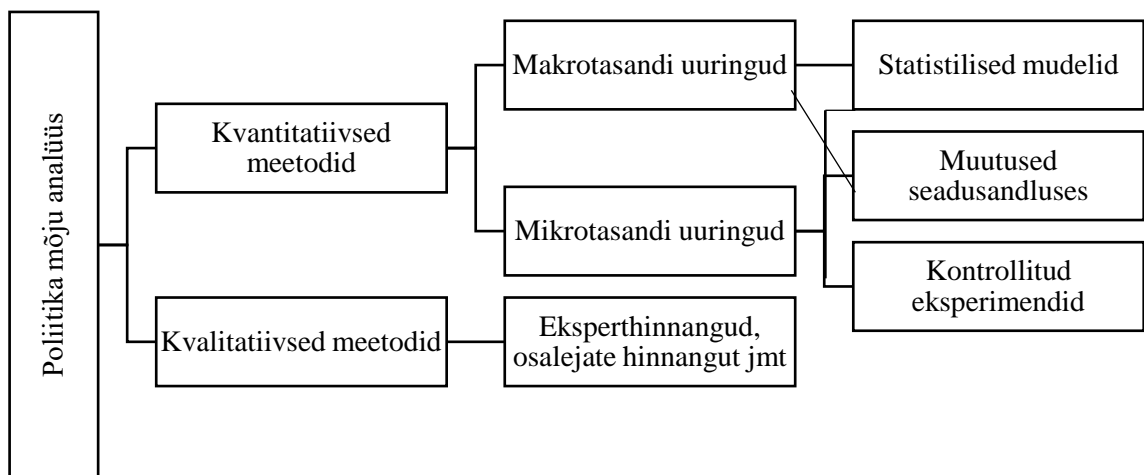 Poliitika mõju analüüs
Kvantitatiivsed
meetodid
Makrotasandi uuringud
Statistilised mudelid
Muutused
seadusandluses
Mikrotasandi uuringud
Kontrollitud
eksperimendid
Kvalitatiivsed meetodid
Eksperthinnangud,
osalejate hinnangut jmt